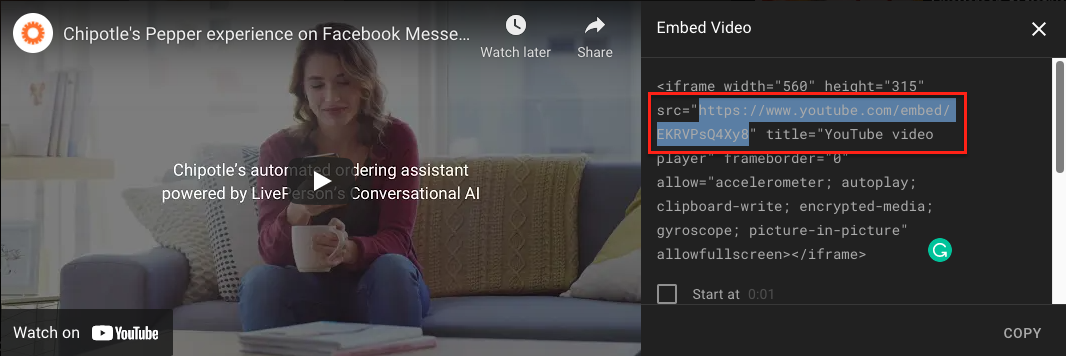 Chipotle's Pepper experience on Facebook Messe...
Watch later
Share
Chipotle's automated ordering assistant
powered by LivePerson's Conversational AI
Watch on YouTube
Embed Video
<iframe width="560" height="315"
src="https://www.youtube.com/embed/
EKRVPsQ4Xy8" title="YouTube video
player" frameborder="0"
allow="accelerometer; autoplay;
clipboard-write; encrypted-media;
gyroscope; picture-in-picture"
allowfullscreen></iframe>
Start at 0:01
COPY